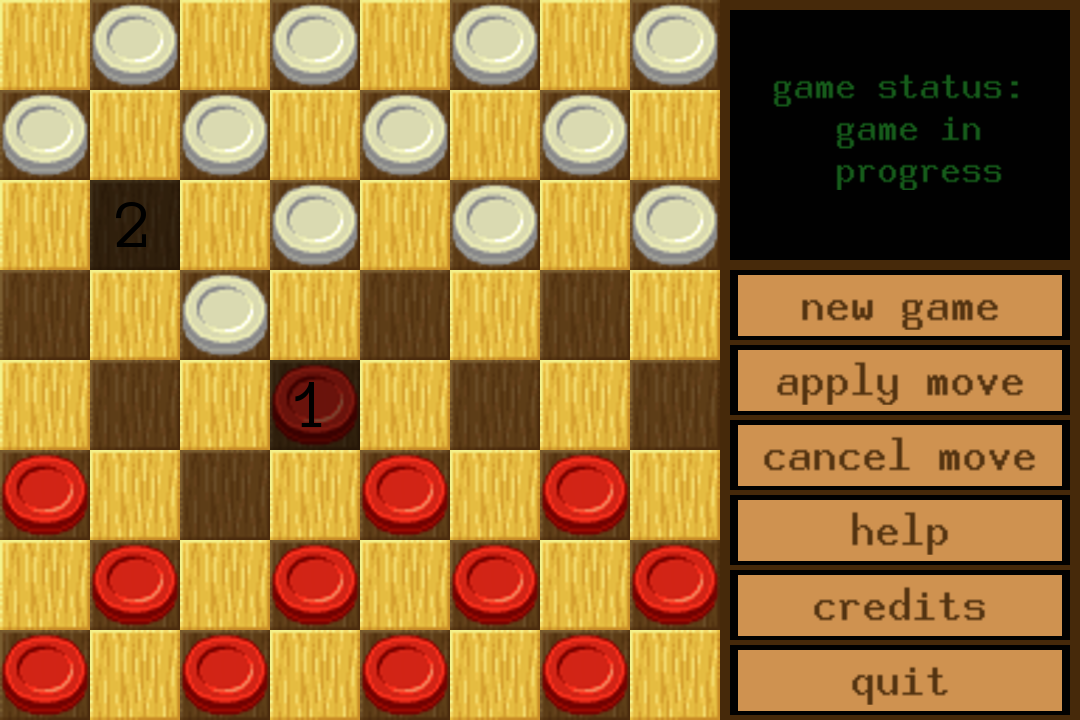 game status:
game in
progress
2
1
new game
apply move
cancel move
help
credits
quit